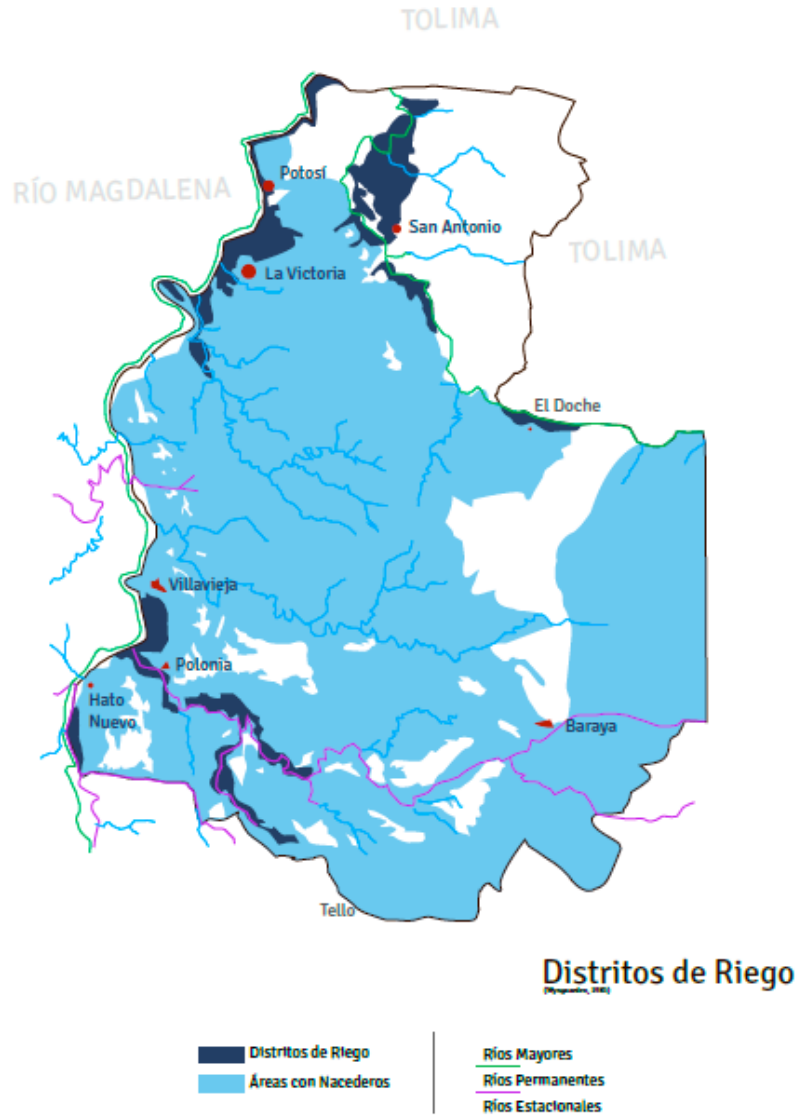 TOLIMA
RÍO MAGDALENA
Potosí
San Antonio
TOLIMA
La Victoria
El Doche
Villavieja
Polonia
Hato
Nuevo
Baraya
Tello
Distritos de Riego
Distritos de Riego
Áreas con Nacederos
Ríos Mayores
Ríos Permanentes
Ríos Estacionales